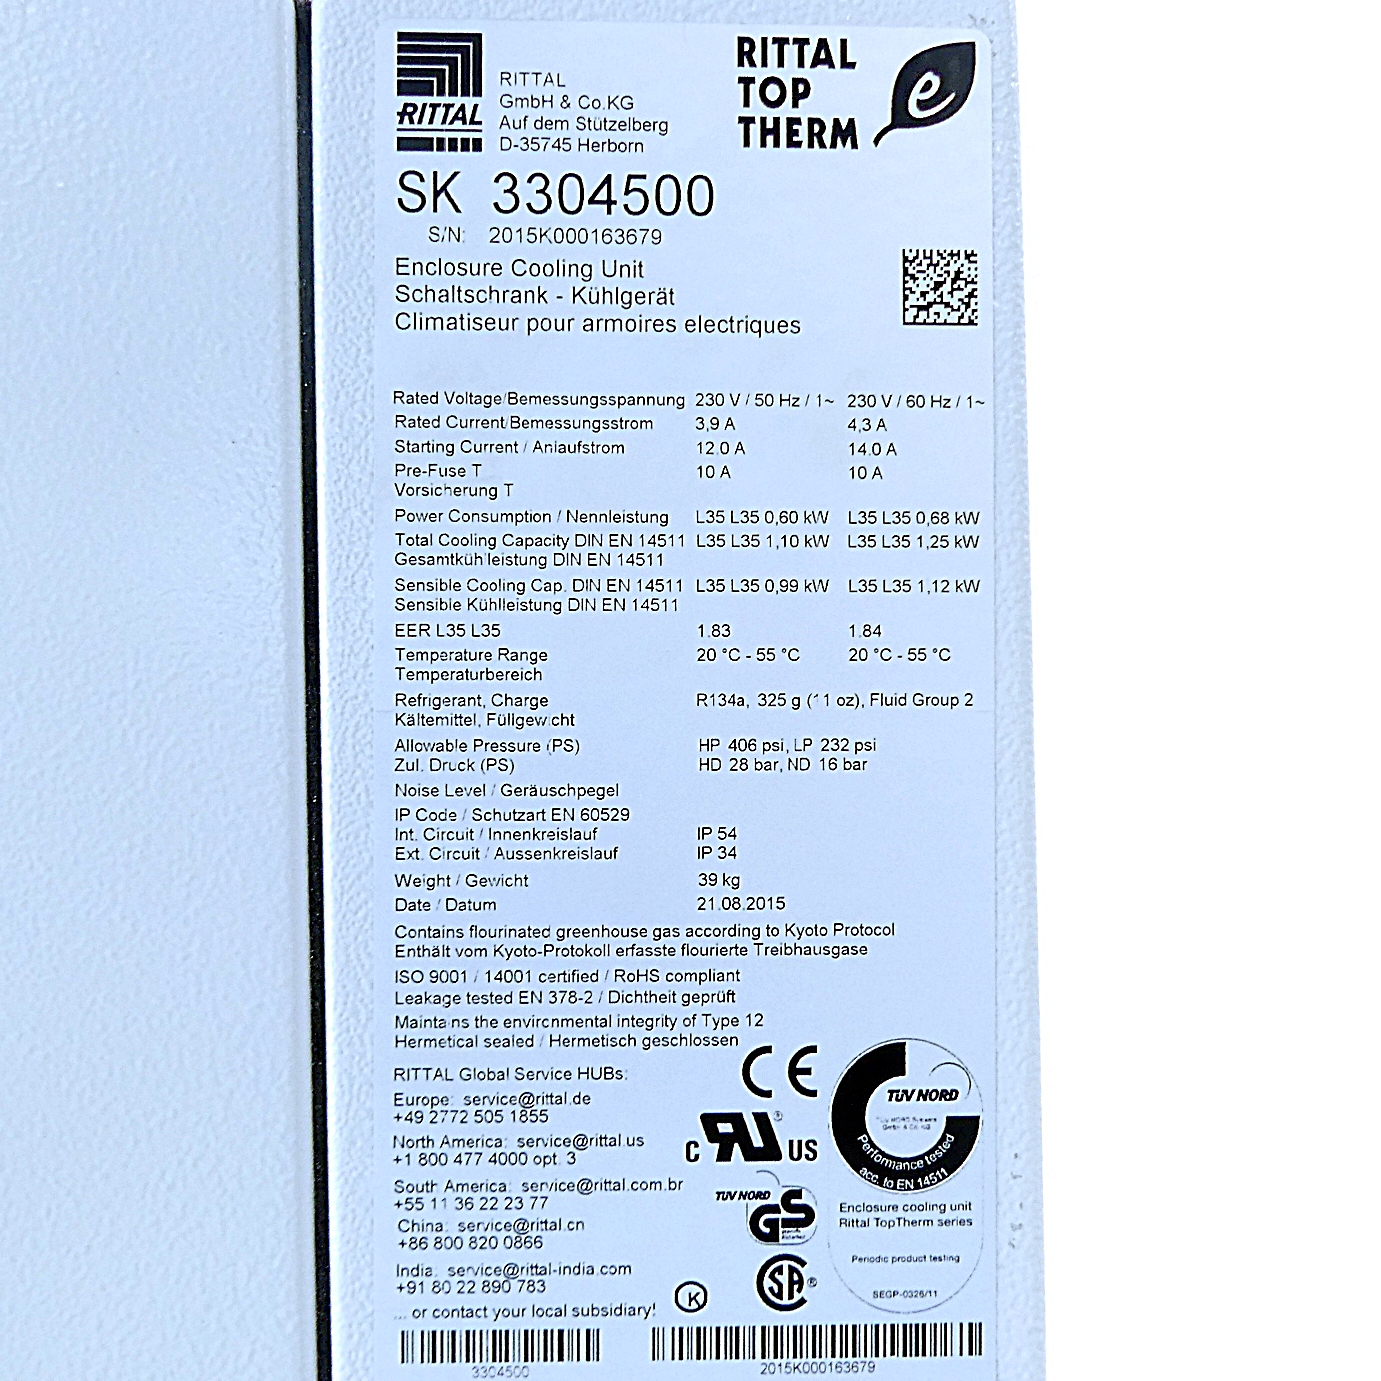 RITTAL
RITTAL
GmbH & Co.KG
Auf dem Stützelberg
D-35745 Herborn
RITTAL
TOP
THERM
e
SK 3304500
S/N: 2015K000163679
Enclosure Cooling Unit
Schaltschrank - Kühlgerät
Climatiseur pour armoires electriques
Rated Voltage/Bemessungsspannung 230 V / 50 Hz / 1~ 230 V / 60 Hz / 1~
Rated Current/Bemessungsstrom 3,9 A 4,3 A
Starting Current / Anlaufstrom 12.0 A 14.0 A
Pre-Fuse T 10 A 10 A
Vorsicherung T
Power Consumption / Nennleistung L35 L35 0,60 kW L35 L35 0,68 kW
Total Cooling Capacity DIN EN 14511 L35 L35 1,10 kW L35 L35 1,25 kW
Gesamtkühlleistung DIN EN 14511
Sensible Cooling Cap. DIN EN 14511 L35 L35 0,99 kW L35 L35 1,12 kW
Sensible Kühlleistung DIN EN 14511
EER L35 L35 1.83 1.84
Temperature Range 20 °C - 55 °C 20 °C - 55 °C
Temperaturbereich
Refrigerant, Charge R134a, 325 g (11 oz), Fluid Group 2
Kältemittel, Füllgewicht
Allowable Pressure (PS) HP 406 psi, LP 232 psi
Zul. Druck (PS) HD 28 bar, ND 16 bar
Noise Level / Geräuschpegel
IP Code / Schutzart EN 60529
Int. Circuit / Innenkreislauf IP 54
Ext. Circuit / Aussenkreislauf IP 34
Weight / Gewicht 39 kg
Date / Datum 21.08.2015
Contains flourinated greenhouse gas according to Kyoto Protocol
Enthält vom Kyoto-Protokoll erfasste flourierte Treibhausgase
ISO 9001 / 14001 certified / RoHS compliant
Leakage tested EN 378-2 / Dichtheit geprüft
Maintains the environmental integrity of Type 12
Hermetical sealed / Hermetisch geschlossen
RITTAL Global Service HUBs:
Europe: service@rittal.de
+49 2772 505 1855
North America: service@rittal.us
+1 800 477 4000 opt. 3
South America: service@rittal.com.br
+55 11 36 22 23 77
China: service@rittal.cn
+86 800 820 0866
India: service@rittal-india.com
+91 80 22 890 783
... or contact your local subsidiary!
CE
C RU ® US
TÜV NORD
GS
SA ®
K
TÜV NORD
Performance tested
acc. to EN 14511
Enclosure cooling unit
Rittal TopTherm series
Periodic product testing
SEGP-0326/11
3304500
2015K000163679